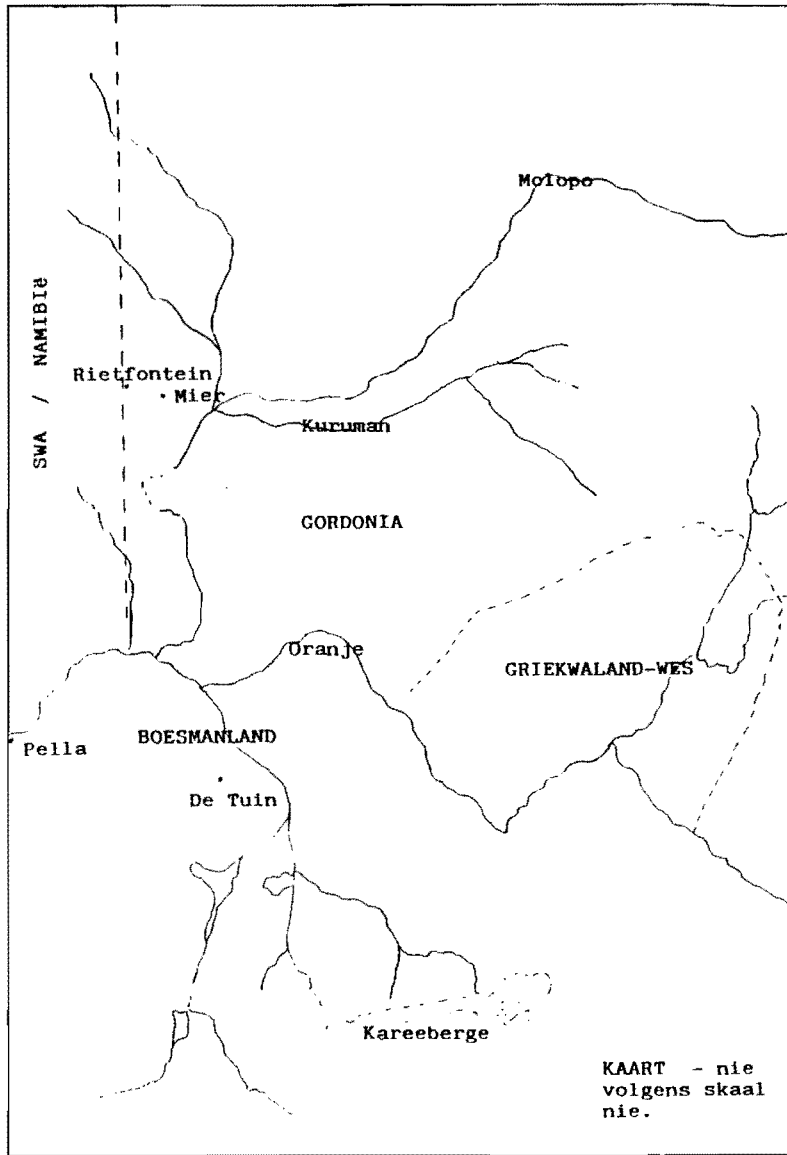 Molopo
SWA / NAMIBIë
Rietfontein
Mier
Kuruman
GORDONIA
Oranje
GRIEKWALAND-WES
BOESMANLAND
Pella
De Tuin
Kareeberge
KAART - nie
volgens skaal
nie.